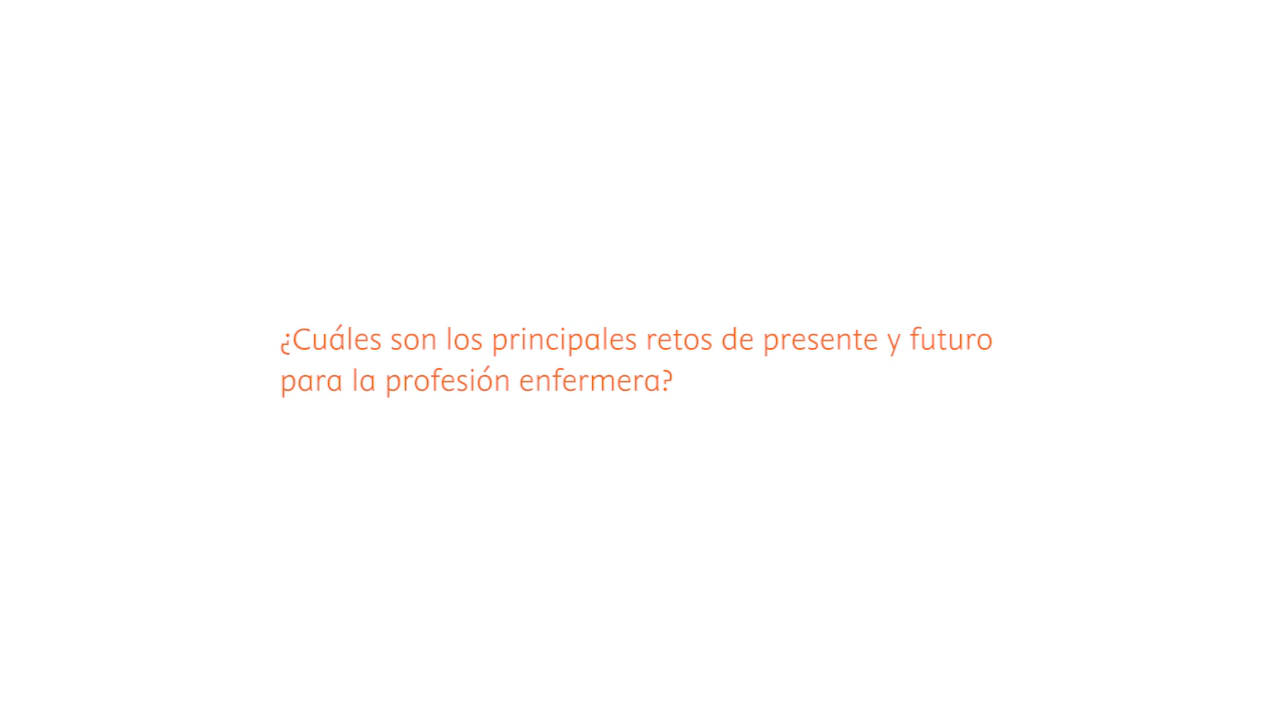 ¿Cuáles son los principales retos de presente y futuro
para la profesión enfermera?